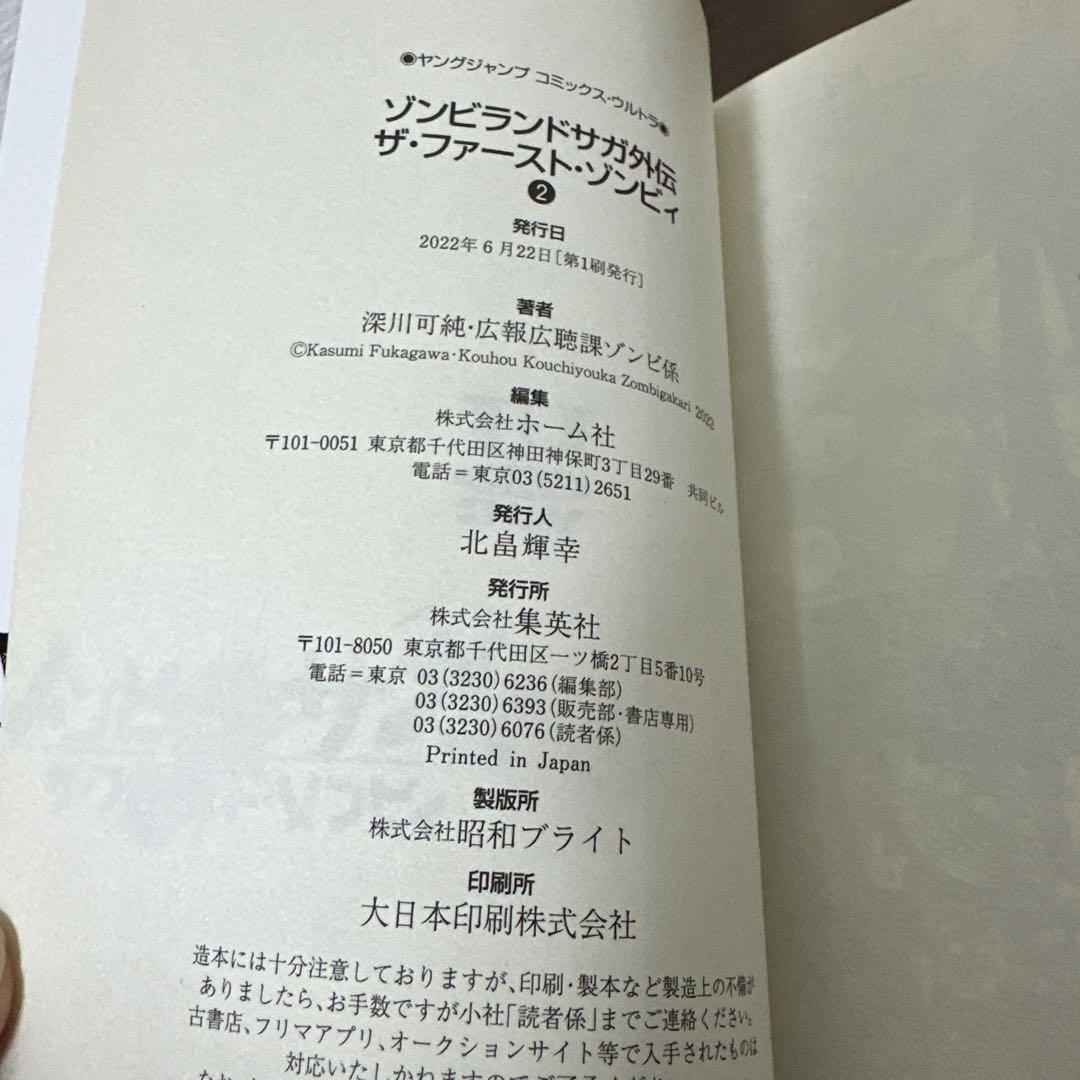 ◉ヤングジャンプ コミックス・ウルトラ◉
ゾンビランドサガ外伝
ザ・ファースト・ゾンビィ
❷
発行日
2022年6月22日[第1刷発行]
著者
深川可純・広報広聴課ゾンビ係
©Kasumi Fukagawa・Kouhou Kouchiyouka Zombigakari 2022
編集
株式会社ホーム社
〒101-0051 東京都千代田区神田神保町3丁目29番 共同ビル
電話＝東京03(5211)2651
発行人
北畠輝幸
発行所
株式会社集英社
〒101-8050 東京都千代田区一ツ橋2丁目5番10号
電話＝東京 03(3230)6236(編集部)
03(3230)6393(販売部・書店専用)
03(3230)6076(読者係)
Printed in Japan
製版所
株式会社昭和ブライト
印刷所
大日本印刷株式会社
造本には十分注意しておりますが、印刷・製本など製造上の不備が
ありましたら、お手数ですが小社「読者係」までご連絡ください。
古書店、フリマアプリ、オークションサイト等で入手されたものは
対応いたしかねますのでご了